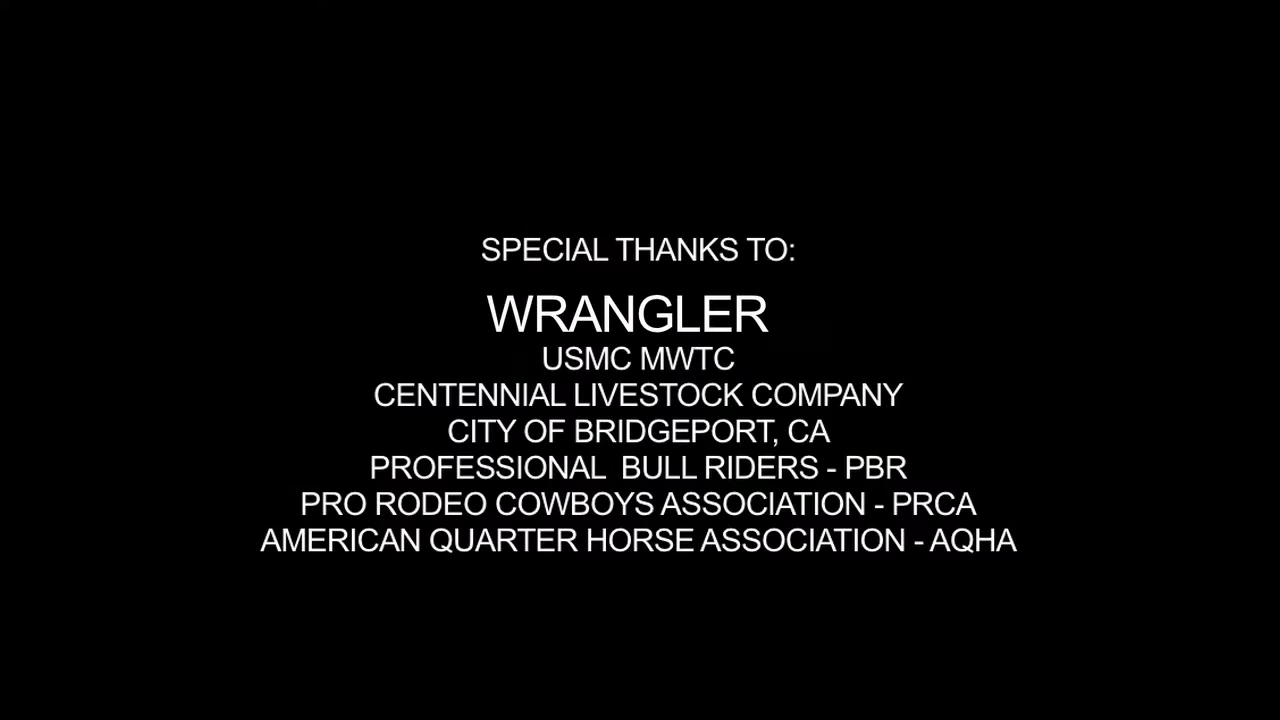 SPECIAL THANKS TO:
WRANGLER
USMC MWTC
CENTENNIAL LIVESTOCK COMPANY
CITY OF BRIDGEPORT, CA
PROFESSIONAL  BULL RIDERS - PBR
PRO RODEO COWBOYS ASSOCIATION - PRCA
AMERICAN QUARTER HORSE ASSOCIATION - AQHA